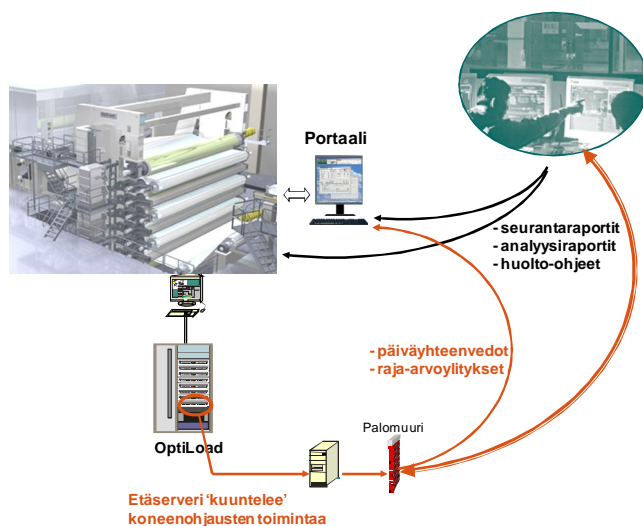 Portaali
- seurantaraportit
- analyysiraportit
- huolto-ohjeet
- päiväyhteenvedot
- raja-arvoylitykset
Palomuuri
OptiLoad
Etäserveri ‘kuuntelee’
koneenohjausten toimintaa